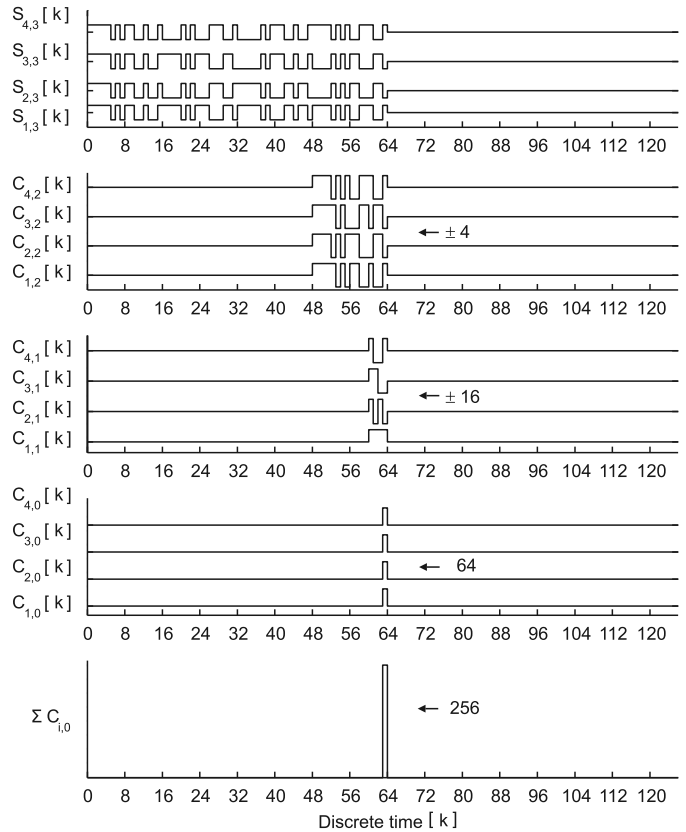 S4,3 [ k ]
S3,3 [ k ]
S2,3 [ k ]
S1,3 [ k ]
0 8 16 24 32 40 48 56 64 72 80 88 96 104 112 120
C4,2 [ k ]
C3,2 [ k ]
C2,2 [ k ]
C1,2 [ k ]
← ± 4
0 8 16 24 32 40 48 56 64 72 80 88 96 104 112 120
C4,1 [ k ]
C3,1 [ k ]
C2,1 [ k ]
C1,1 [ k ]
← ± 16
0 8 16 24 32 40 48 56 64 72 80 88 96 104 112 120
C4,0 [ k ]
C3,0 [ k ]
C2,0 [ k ]
C1,0 [ k ]
← 64
0 8 16 24 32 40 48 56 64 72 80 88 96 104 112 120
Σ Ci,0
← 256
0 8 16 24 32 40 48 56 64 72 80 88 96 104 112 120
Discrete time [ k ]